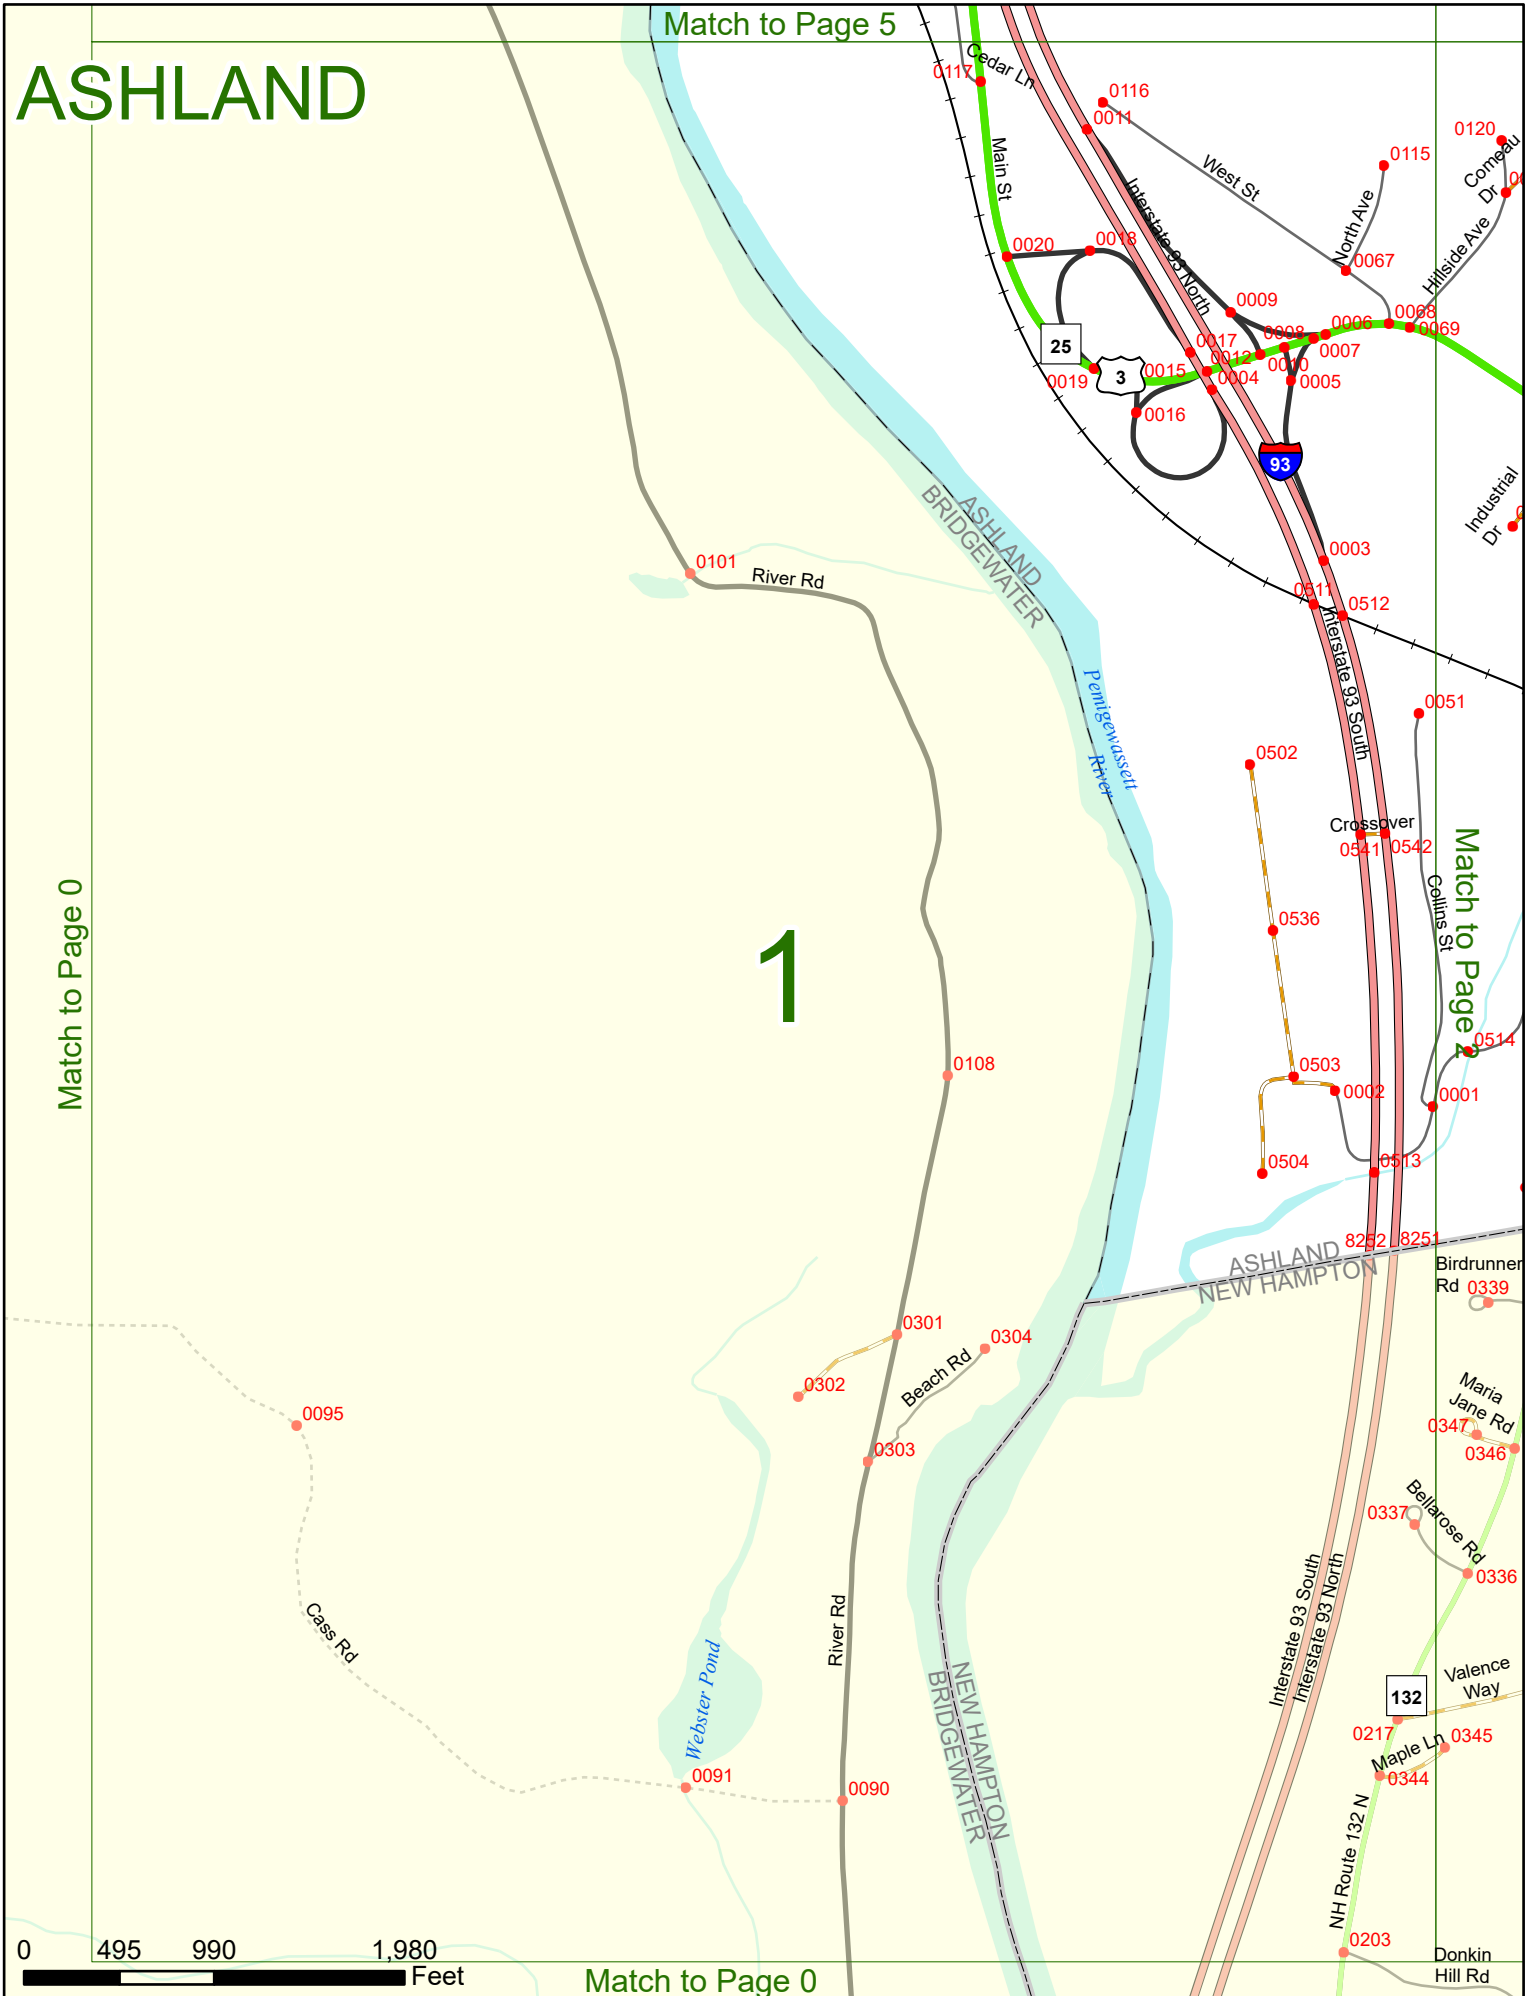 Match to Page 5
ASHLAND
Cedar Ln
0117
0116
0011
0120
Comeau
Dr
0115
Main St
West St
North Ave
Interstate 93 North
Hillside Ave
0020
0018
0067
0009
0068
0069
0006
0008
0007
25
0017
0012
0010
3
0015
0019
0004
0005
0016
93
Industrial
Dr
ASHLAND
BRIDGEWATER
0003
0101
River Rd
0511
0512
Interstate 93 South
Pemigewassett
River
0051
0502
Crossover
0541
0542
Match to Page 2
Collins St
Match to Page 0
1
0536
0514
0108
0503
0002
0001
0504
0513
8252
8251
ASHLAND
NEW HAMPTON
Birdrunner
Rd
0339
0301
0304
Beach Rd
0302
Maria
Jane Rd
0095
0347
0346
0303
Bellarose Rd
0337
0336
Cass Rd
River Rd
Interstate 93 South
Interstate 93 North
Webster Pond
NEW HAMPTON
BRIDGEWATER
Valence
Way
132
0217
Maple Ln
0345
0344
0091
0090
NH Route 132 N
0203
Donkin
Hill Rd
0 495 990 1,980
Feet
Match to Page 0